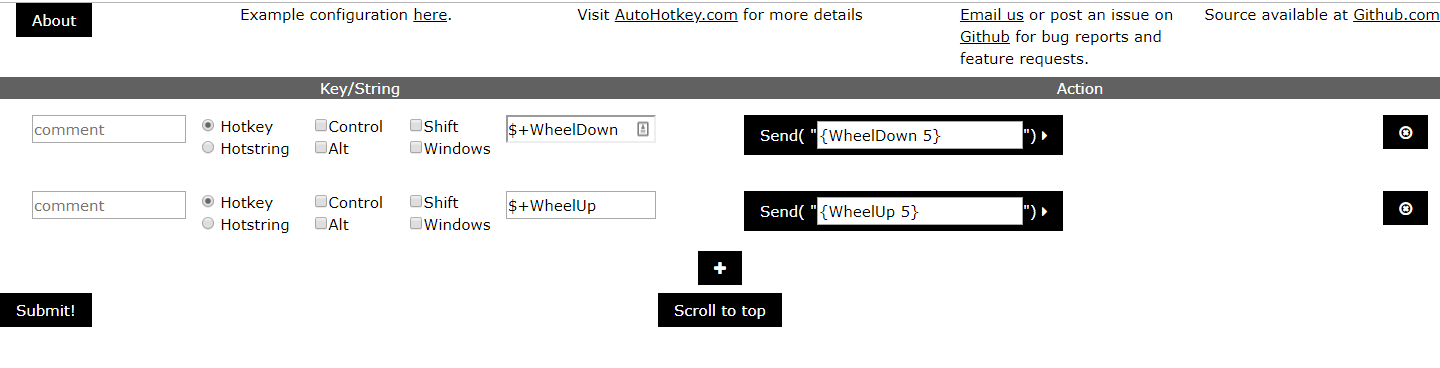 About
Example configuration here.
Visit AutoHotkey.com for more details
Email us or post an issue on
Github for bug reports and
feature requests.
Source available at Github.com
Key/String Action
comment Hotkey Control Shift $+WheelDown Send( "{WheelDown 5}")
Hotstring Alt Windows
comment Hotkey Control Shift $+WheelUp Send( "{WheelUp 5}")
Hotstring Alt Windows
Submit! Scroll to top